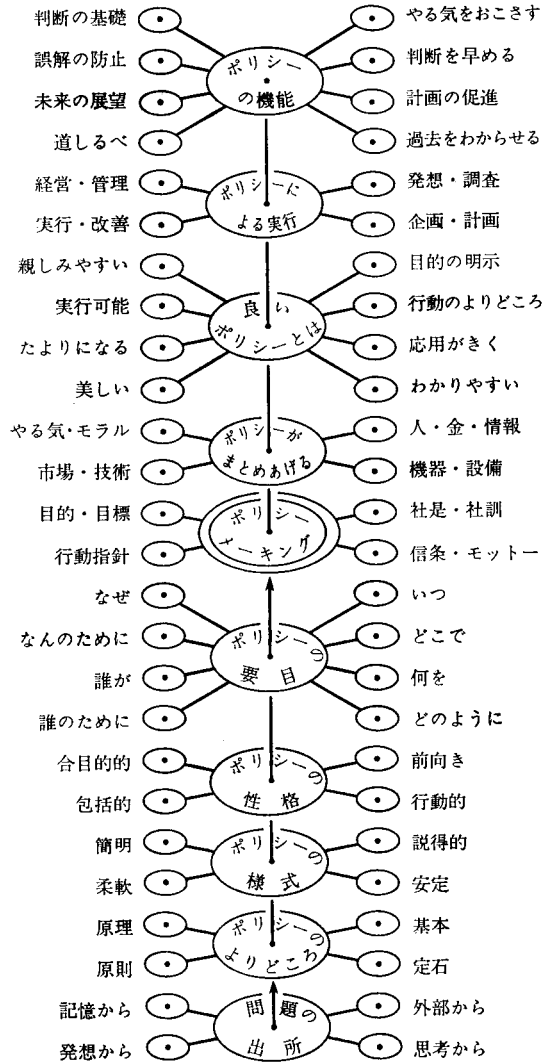 判断の基礎
やる気をおこさす
誤解の防止
判断を早める
ポリシー
の機能
未来の展望
計画の促進
道しるべ
過去をわからせる
経営・管理
発想・調査
ポリシーに
よる実行
実行・改善
企画・計画
親しみやすい
目的の明示
実行可能
行動のよりどころ
良い
ポリシーとは
たよりになる
応用がきく
美しい
わかりやすい
やる気・モラル
人・金・情報
ポリシーが
まとめあげる
市場・技術
機器・設備
目的・目標
社是・社訓
ポリシー
メーキング
行動指針
信条・モットー
なぜ
いつ
なんのために
どこで
ポリシーの
要目
誰が
何を
誰のために
どのように
合目的的
前向き
ポリシーの
性格
包括的
行動的
簡明
説得的
ポリシーの
様式
柔軟
安定
原理
基本
ポリシーの
よりどころ
原則
定石
記憶から
外部から
問題の
出所
発想から
思考から